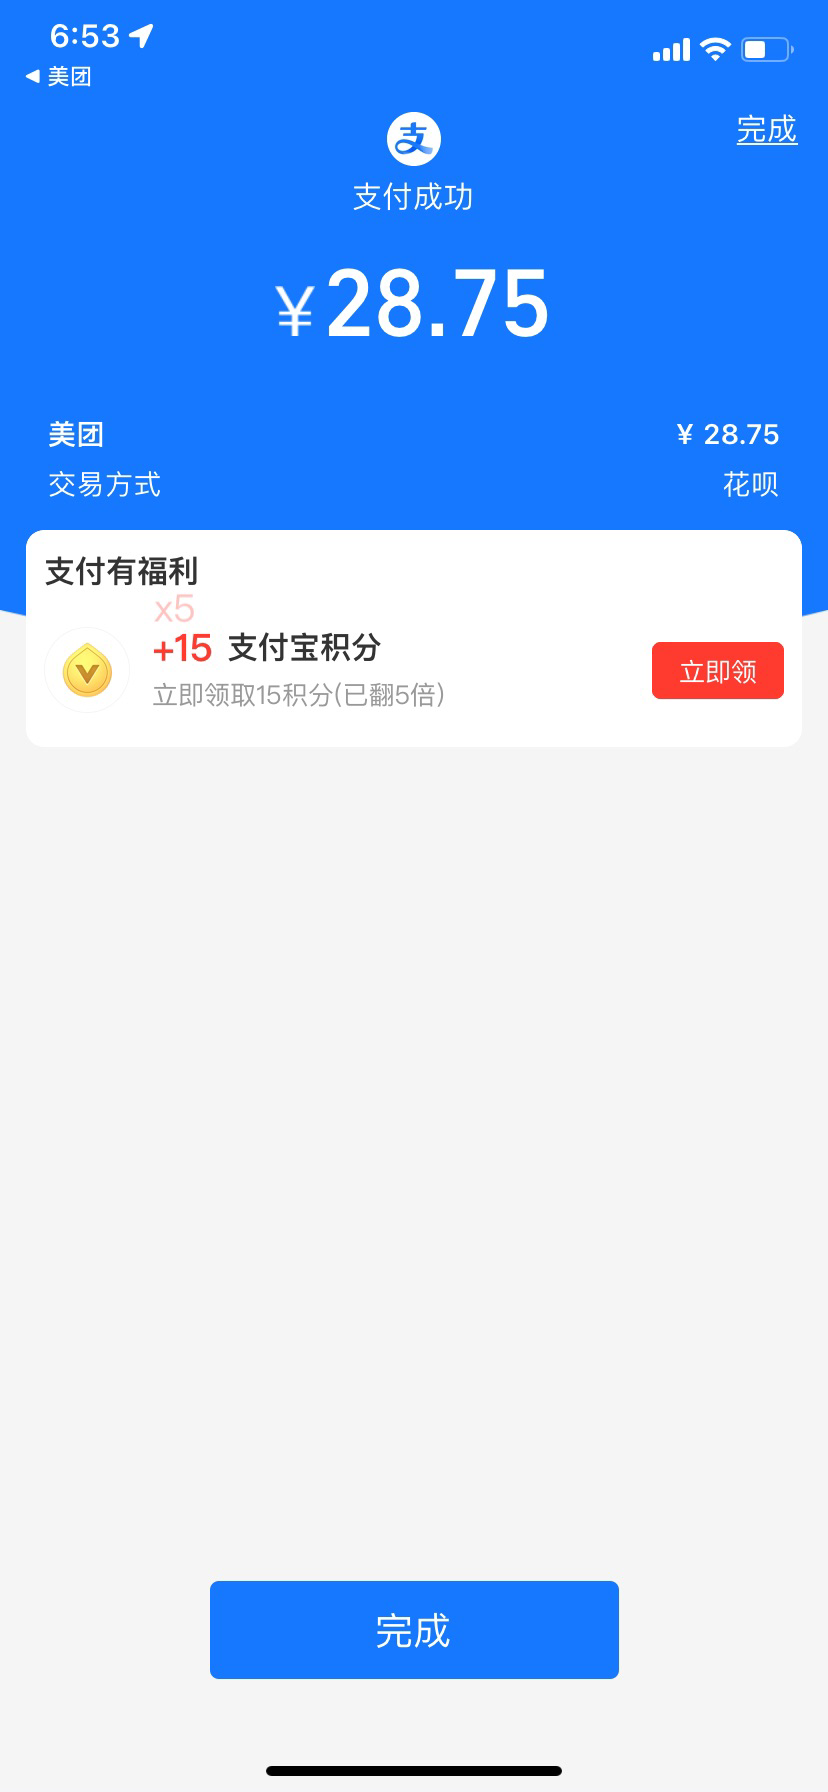 6:53
美团
完成
支
支付成功
¥28.75
美团 ¥ 28.75
交易方式 花呗
支付有福利
x5
+15 支付宝积分
立即领取15积分(已翻5倍)
立即领
完成